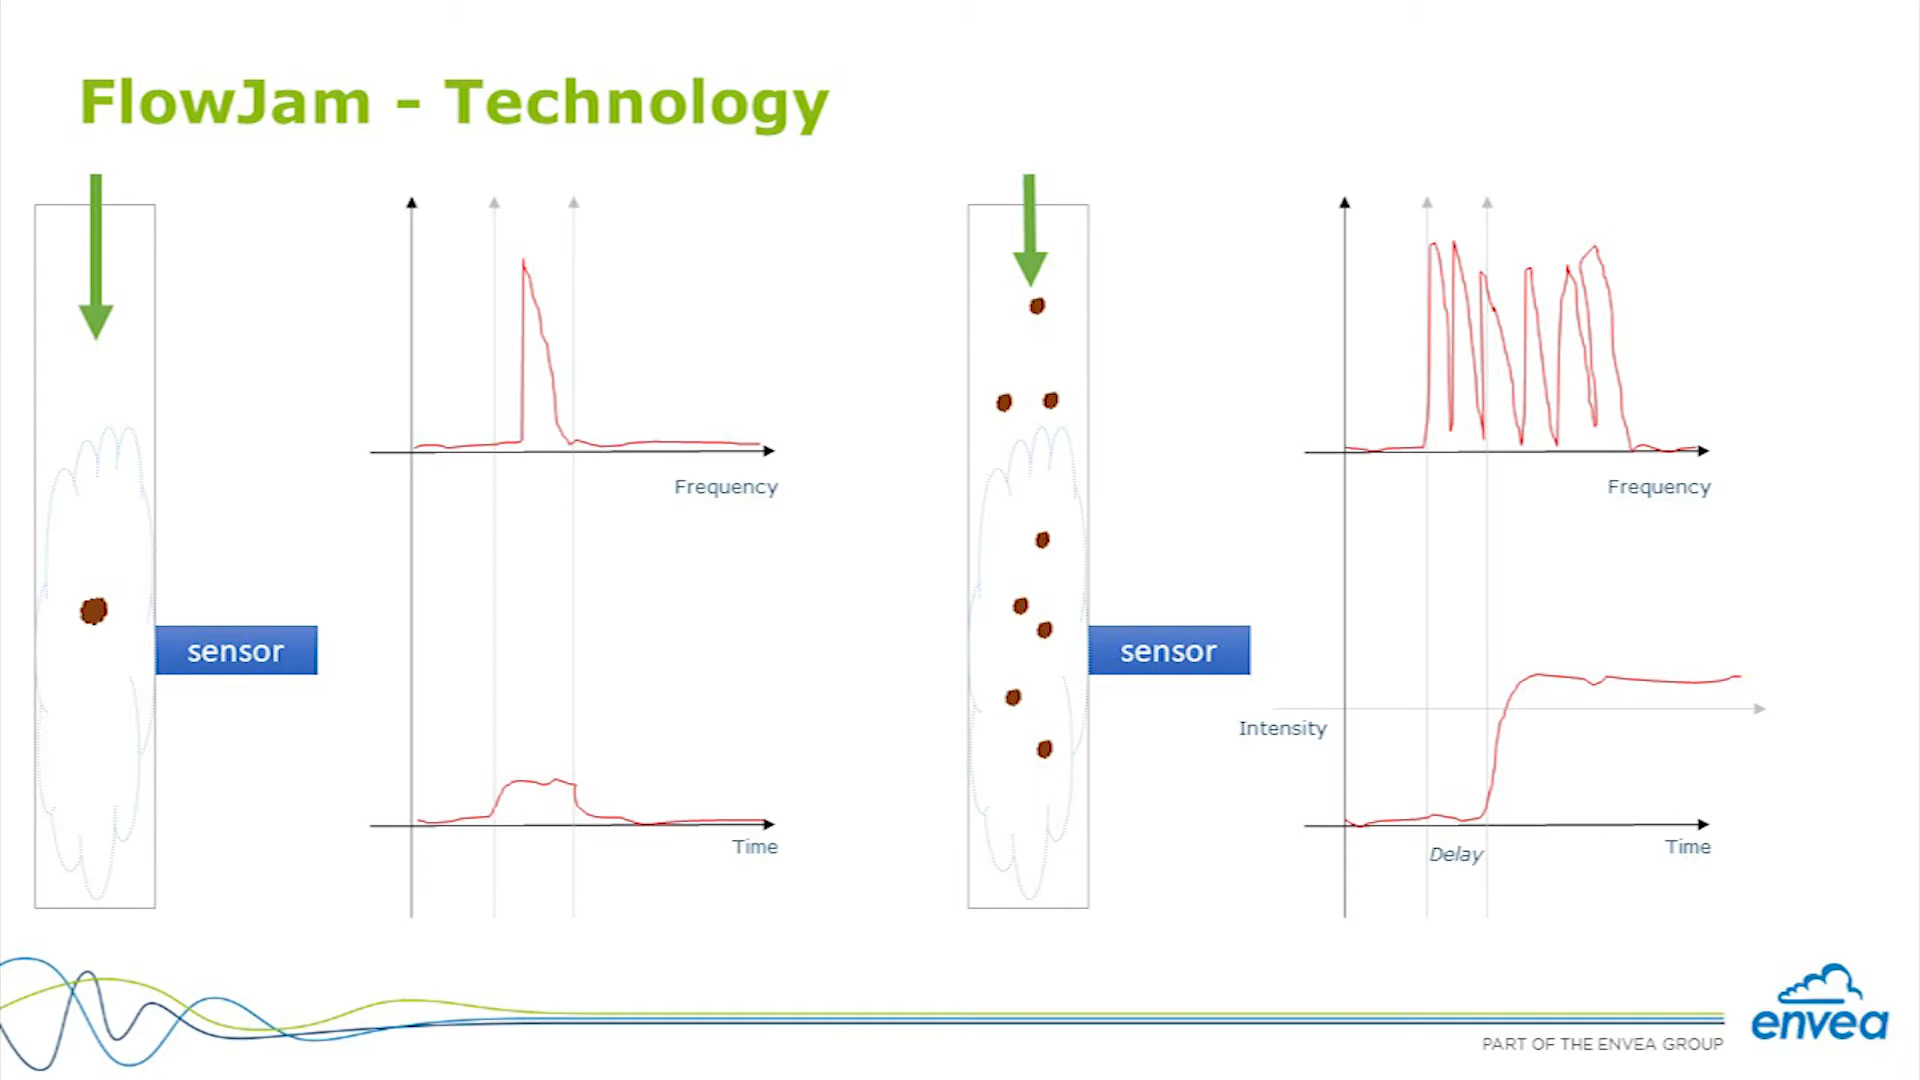 FlowJam - Technology
Frequency
sensor
Time
Frequency
sensor
Intensity
Delay
Time
envea
PART OF THE ENVEA GROUP